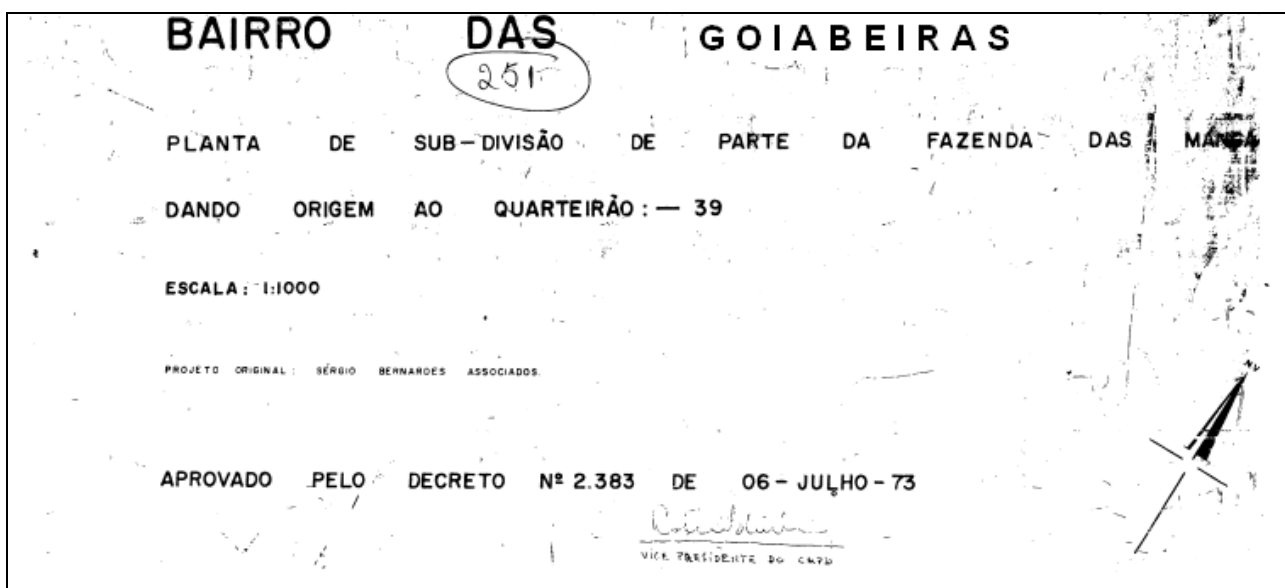 BAIRRO DAS GOIABEIRAS
251
PLANTA DE SUB-DIVISÃO DE PARTE DA FAZENDA DAS MANGA
DANDO ORIGEM AO QUARTEIRÃO: — 39
ESCALA: 1:1000
PROJETO ORIGINAL: SÉRGIO BERNARDES ASSOCIADOS.
NV
APROVADO PELO DECRETO Nº 2.383 DE 06 - JULHO - 73
VICE PRESIDENTE DO